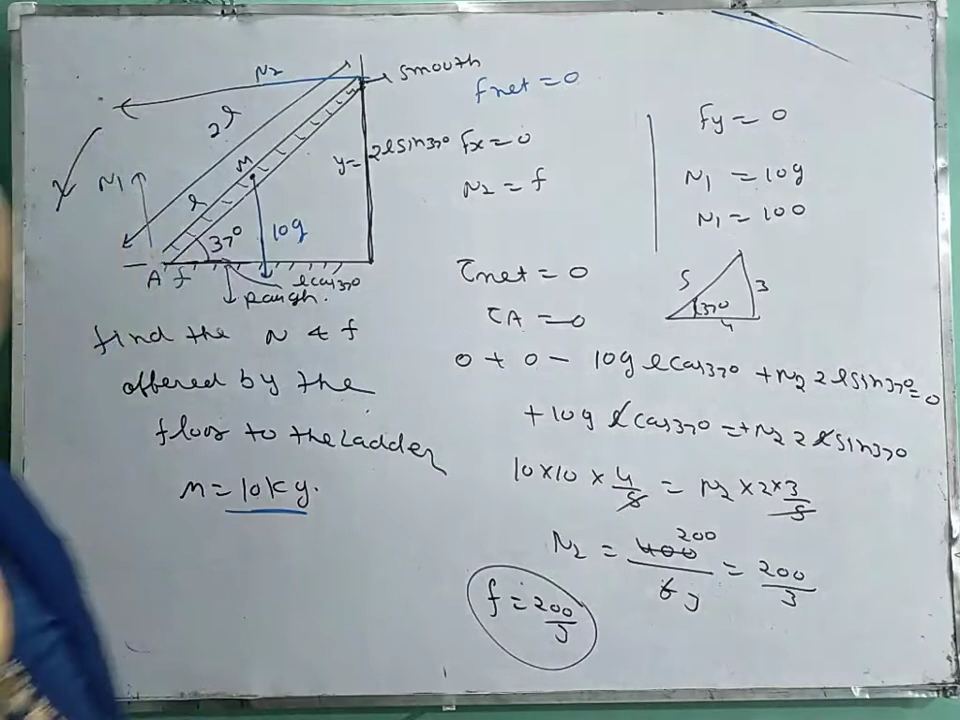 N2
smooth
2l
M
N1
l
37°
10g
y = 2l sin37°
A
f
l cos37°
Rough.
find the N & f
offered by the
floor to the Ladder
m = 10kg.
fnet = 0
fx = 0
N2 = f
fy = 0
N1 = 10g
N1 = 100
τnet = 0
τA = 0
5
3
37°
4
0 + 0 - 10g l cos37° + N2 2l sin37° = 0
+ 10g l cos37° = + N2 2l sin37°
10 × 10 × 4/5 = N2 × 2 × 3/5
N2 = 400/6 200/3 = 200/3
f = 200/3